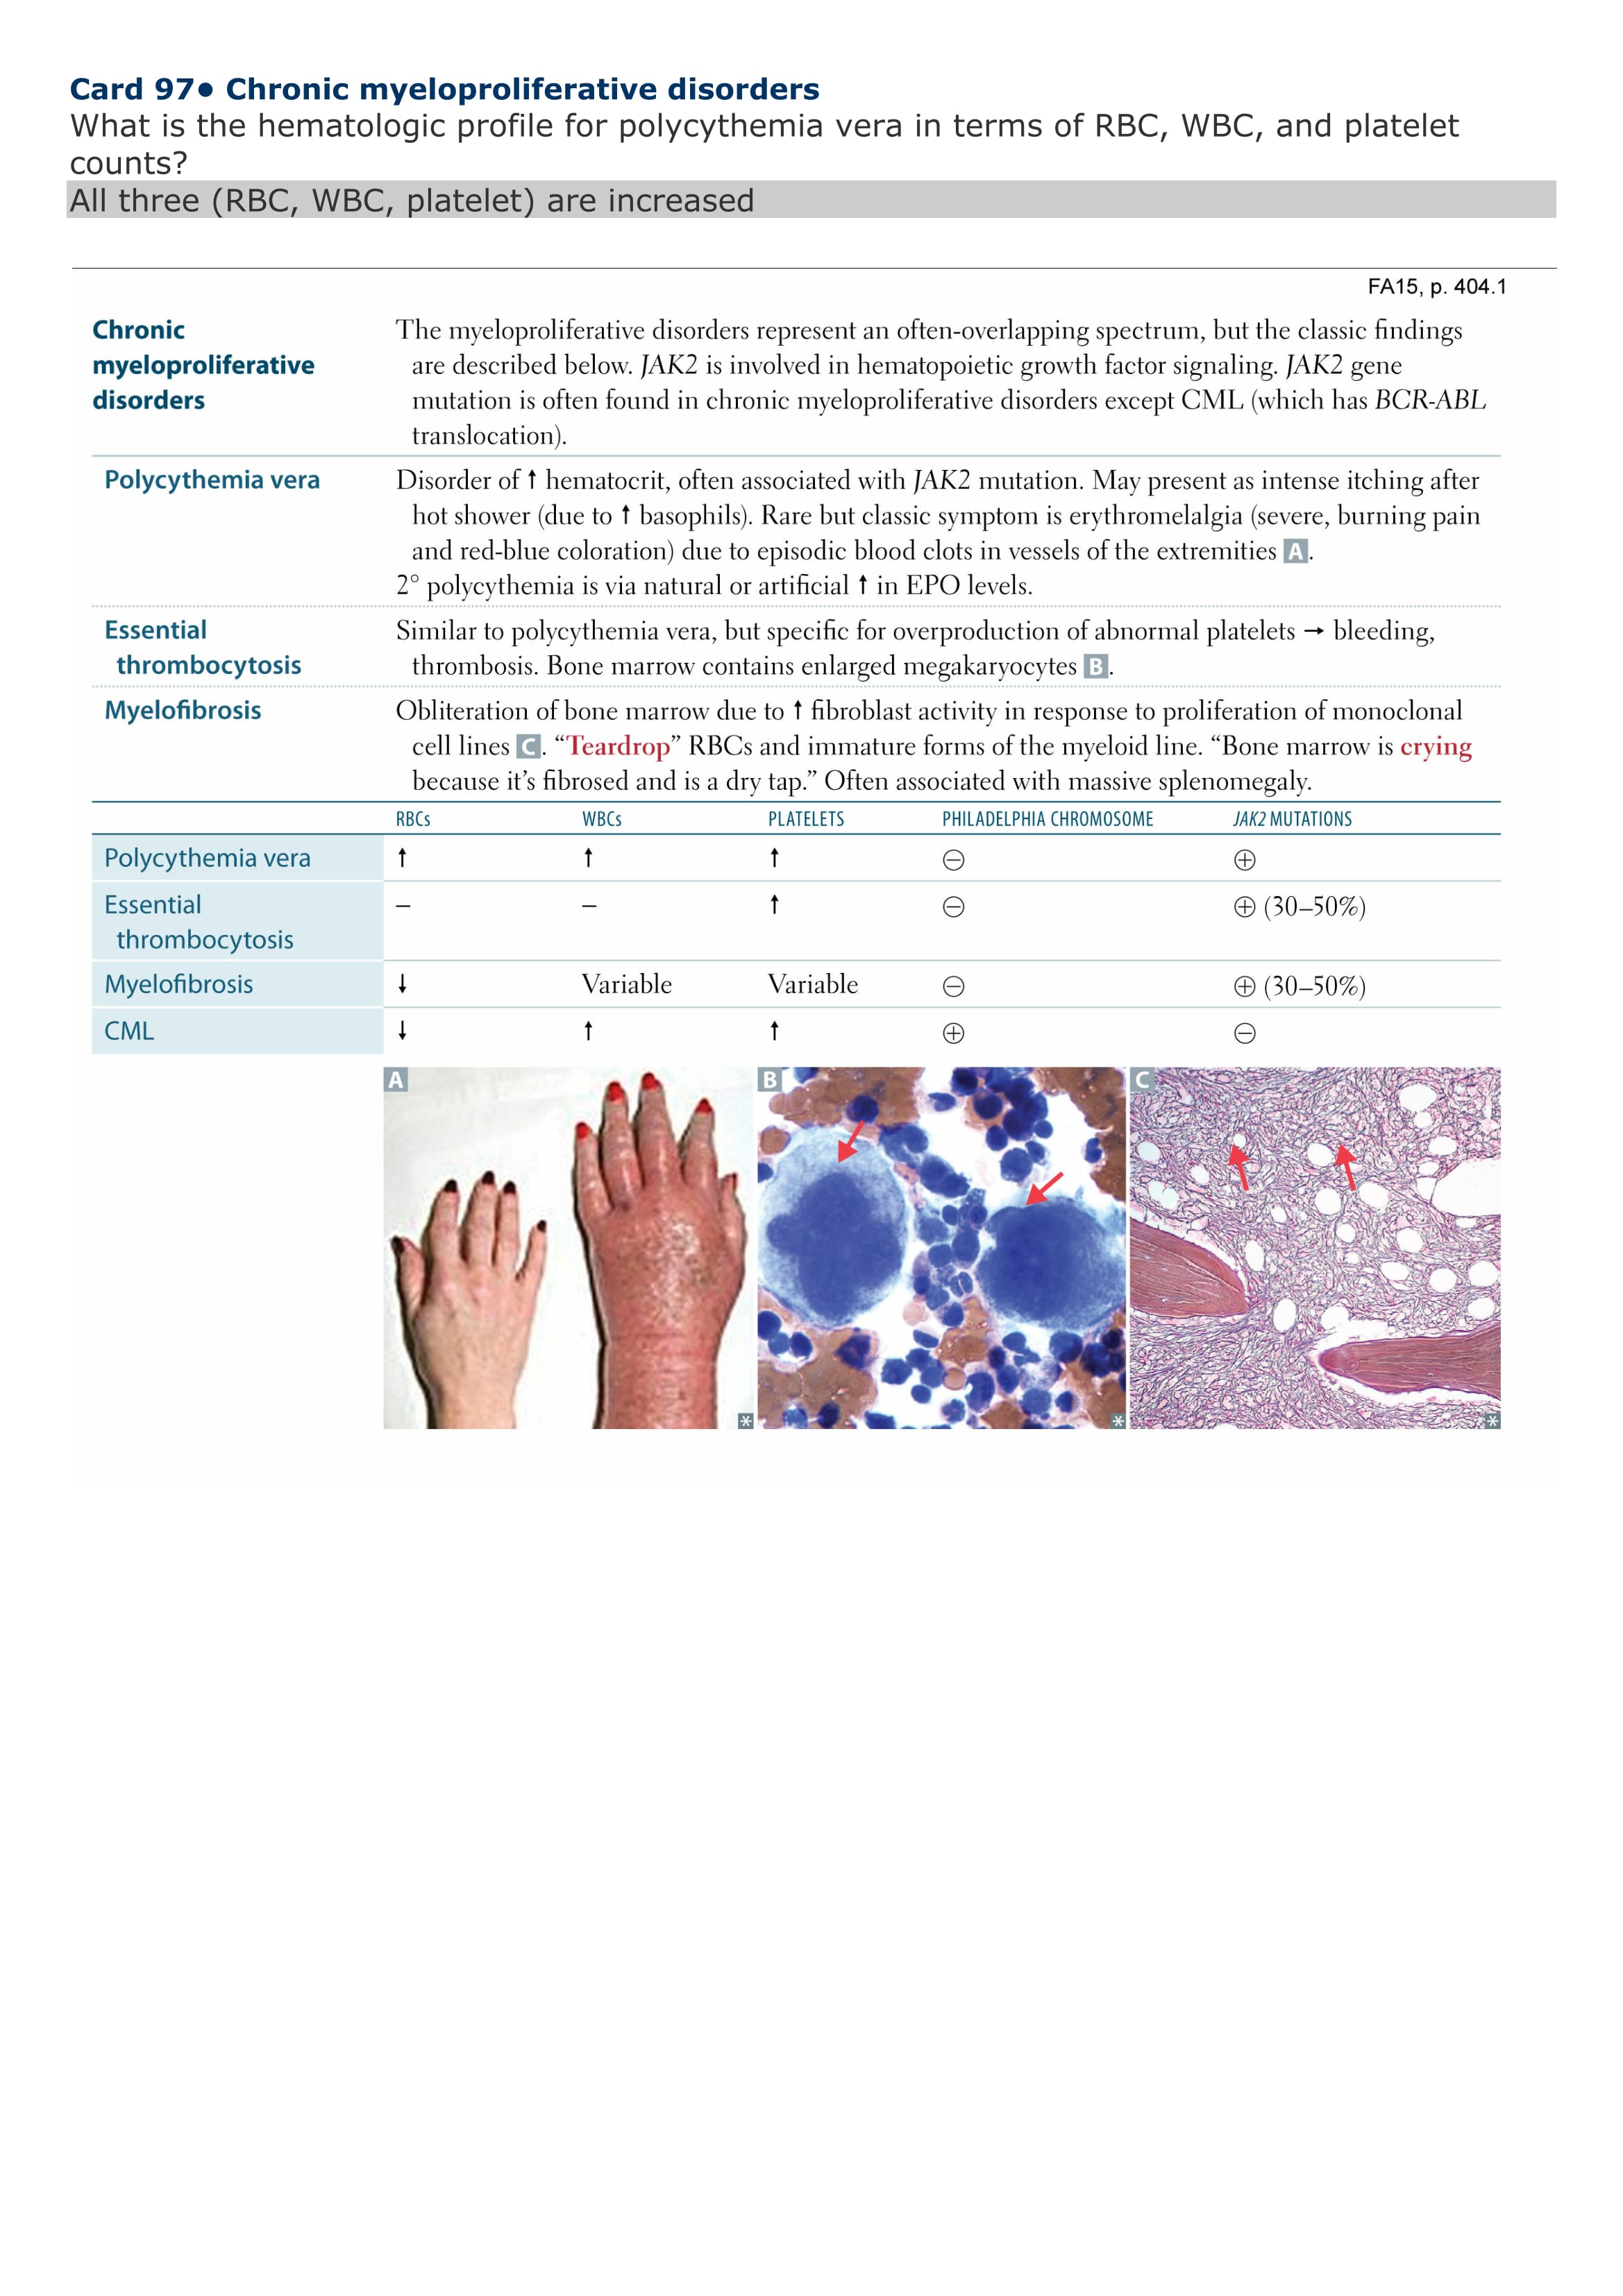 Card 97• Chronic myeloproliferative disorders
What is the hematologic profile for polycythemia vera in terms of RBC, WBC, and platelet
counts?
All three (RBC, WBC, platelet) are increased
FA15, p. 404.1
Chronic
myeloproliferative
disorders
The myeloproliferative disorders represent an often-overlapping spectrum, but the classic findings
are described below. JAK2 is involved in hematopoietic growth factor signaling. JAK2 gene
mutation is often found in chronic myeloproliferative disorders except CML (which has BCR-ABL
translocation).
Polycythemia vera
Disorder of ↑ hematocrit, often associated with JAK2 mutation. May present as intense itching after
hot shower (due to ↑ basophils). Rare but classic symptom is erythromelalgia (severe, burning pain
and red-blue coloration) due to episodic blood clots in vessels of the extremities A.
2° polycythemia is via natural or artificial ↑ in EPO levels.
Essential
thrombocytosis
Similar to polycythemia vera, but specific for overproduction of abnormal platelets → bleeding,
thrombosis. Bone marrow contains enlarged megakaryocytes B.
Myelofibrosis
Obliteration of bone marrow due to ↑ fibroblast activity in response to proliferation of monoclonal
cell lines C. “Teardrop” RBCs and immature forms of the myeloid line. “Bone marrow is crying
because it’s fibrosed and is a dry tap.” Often associated with massive splenomegaly.
RBCs WBCs PLATELETS PHILADELPHIA CHROMOSOME JAK2 MUTATIONS
Polycythemia vera ↑ ↑ ↑ ⊖ ⊕
Essential
thrombocytosis
– – ↑ ⊖ ⊕ (30–50%)
Myelofibrosis ↓ Variable Variable ⊖ ⊕ (30–50%)
CML ↓ ↑ ↑ ⊕ ⊖
A B C
* * *